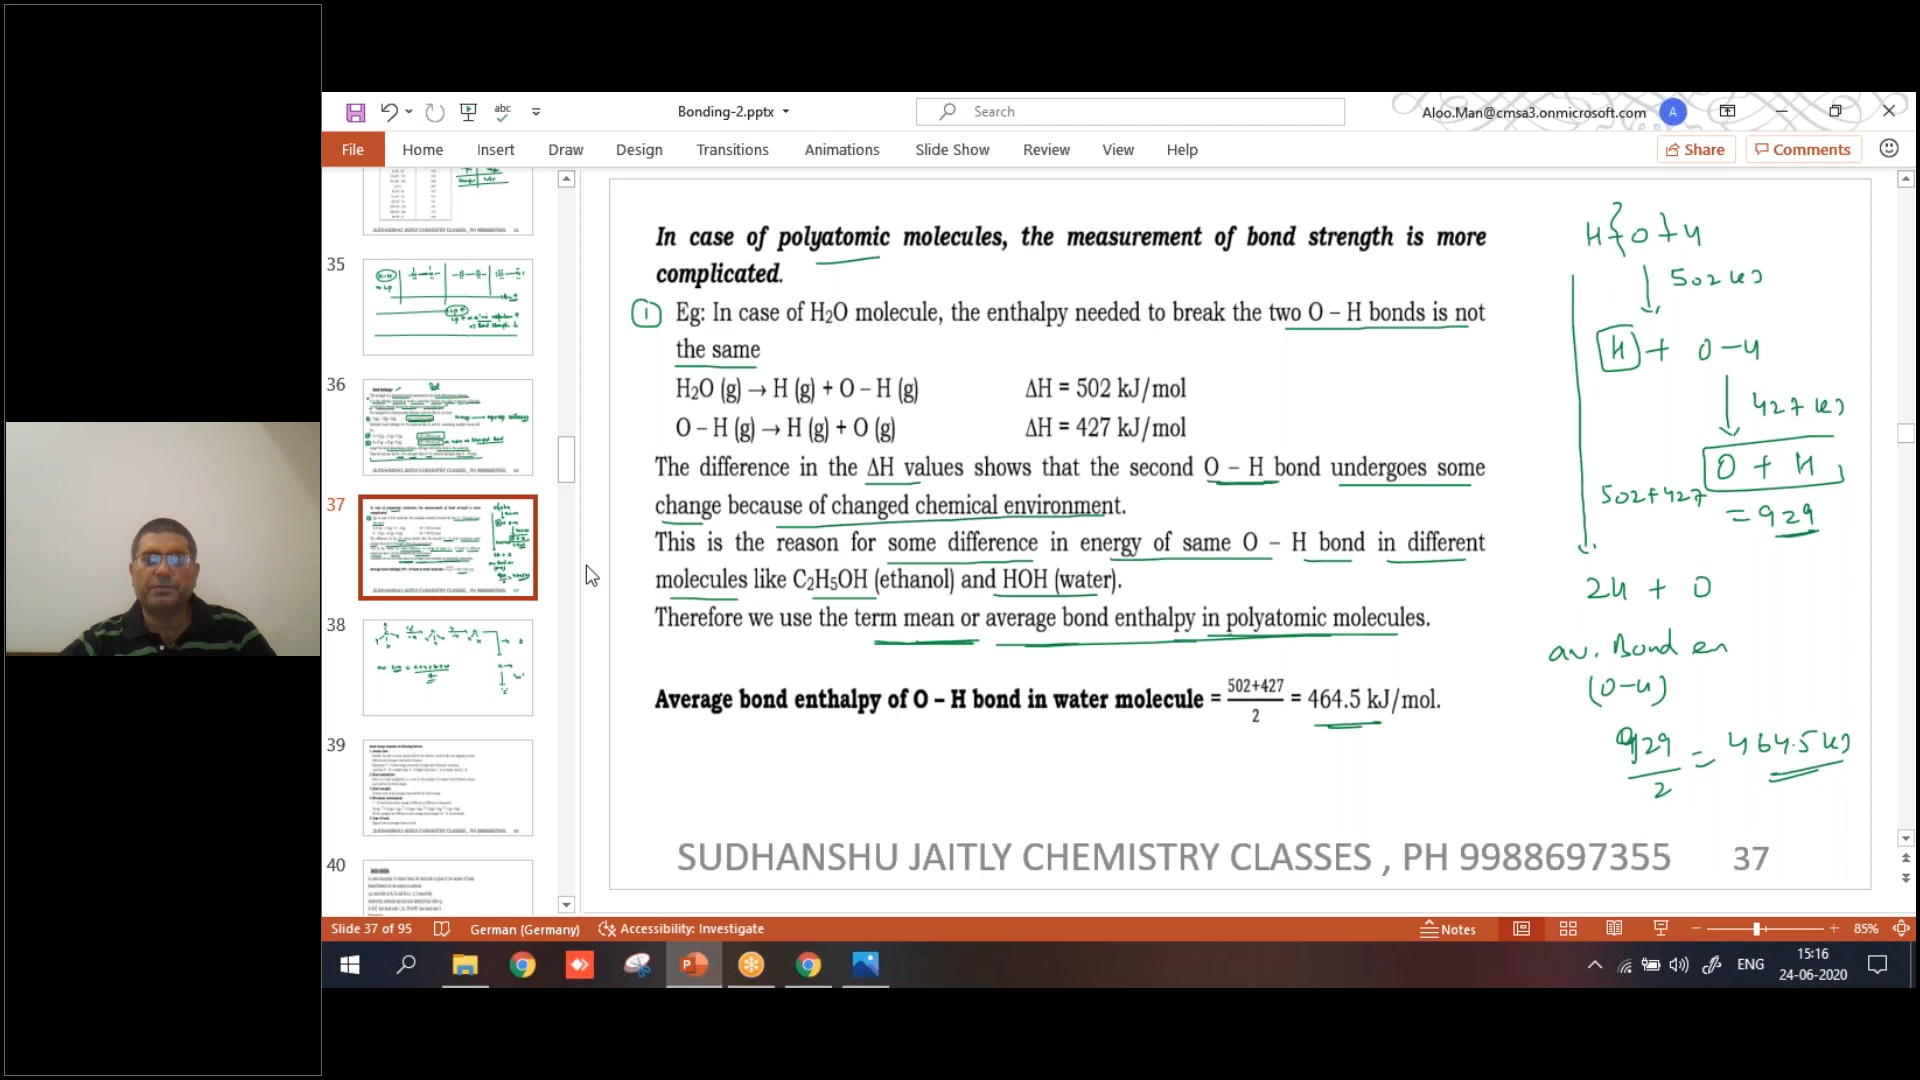 Bonding-2.pptx
Search
Aloo.Man@cmsa3.onmicrosoft.com
A
File Home Insert Draw Design Transitions Animations Slide Show Review View Help
Share
Comments
35
36
37
38
39
40
In case of polyatomic molecules, the measurement of bond strength is more
complicated.
1 Eg: In case of H₂O molecule, the enthalpy needed to break the two O – H bonds is not
the same
H₂O (g) → H (g) + O – H (g) ΔH = 502 kJ/mol
O – H (g) → H (g) + O (g) ΔH = 427 kJ/mol
The difference in the ΔH values shows that the second O – H bond undergoes some
change because of changed chemical environment.
This is the reason for some difference in energy of same O – H bond in different
molecules like C₂H₅OH (ethanol) and HOH (water).
Therefore we use the term mean or average bond enthalpy in polyatomic molecules.
Average bond enthalpy of O – H bond in water molecule = 502+427/2 = 464.5 kJ/mol.
H O H
502 kJ
H + O-H
427 kJ
O + H
502+427
= 929
2H + O
av. Bond en
(O-H)
929/2 = 464.5 kJ
SUDHANSHU JAITLY CHEMISTRY CLASSES , PH 9988697355 37
Slide 37 of 95 German (Germany) Accessibility: Investigate Notes 85%
ENG
15:16
24-06-2020